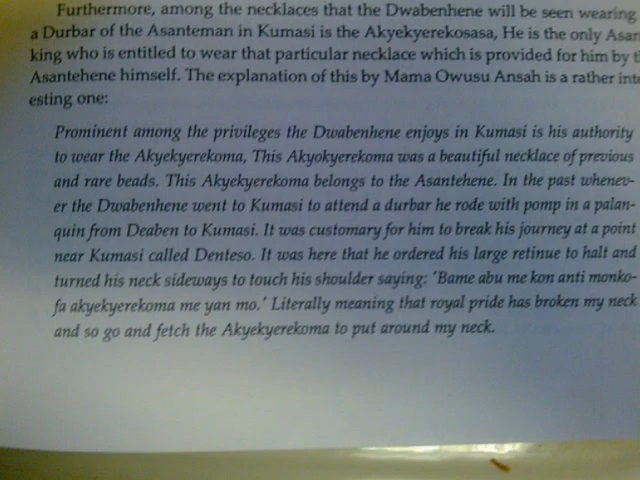 Furthermore, among the necklaces that the Dwabenhene will be seen wearing
a Durbar of the Asanteman in Kumasi is the Akyekyerekosasa, He is the only Asan
king who is entitled to wear that particular necklace which is provided for him by t
Asantehene himself. The explanation of this by Mama Owusu Ansah is a rather inte
esting one:
Prominent among the privileges the Dwabenhene enjoys in Kumasi is his authority
to wear the Akyekyerekoma, This Akyokyerekoma was a beautiful necklace of previous
and rare beads. This Akyekyerekoma belongs to the Asantehene. In the past whenev-
er the Dwabenhene went to Kumasi to attend a durbar he rode with pomp in a palan-
quin from Deaben to Kumasi. It was customary for him to break his journey at a point
near Kumasi called Denteso. It was here that he ordered his large retinue to halt and
turned his neck sideways to touch his shoulder saying: 'Bame abu me kon anti monko-
fa akyekyerekoma me yan mo.' Literally meaning that royal pride has broken my neck
and so go and fetch the Akyekyerekoma to put around my neck.